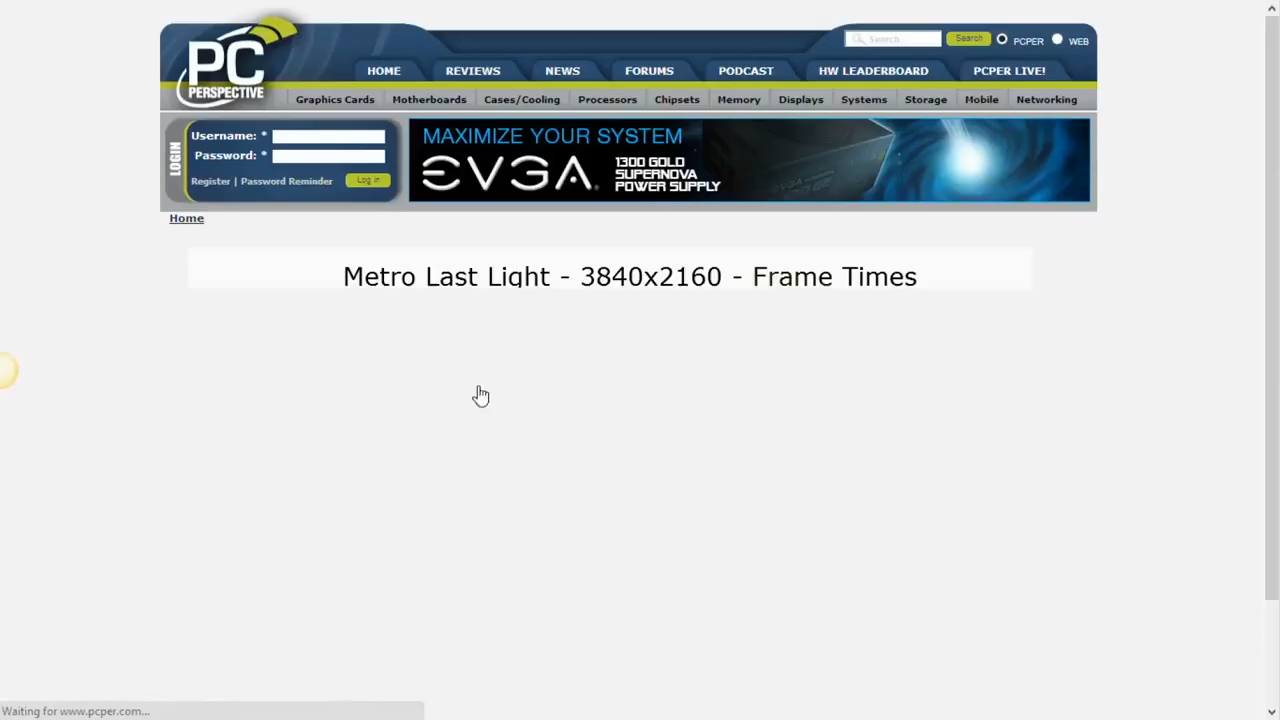 PC
PERSPECTIVE
Search
Search
PCPER
WEB
HOME
REVIEWS
NEWS
FORUMS
PODCAST
HW LEADERBOARD
PCPER LIVE!
Graphics Cards
Motherboards
Cases/Cooling
Processors
Chipsets
Memory
Displays
Systems
Storage
Mobile
Networking
LOGIN
Username: *
Password: *
Register | Password Reminder
Log in
MAXIMIZE YOUR SYSTEM
EVGA.
1300 GOLD
SUPERNOVA
POWER SUPPLY
EVGA
Home
Metro Last Light - 3840x2160 - Frame Times
Waiting for www.pcper.com...